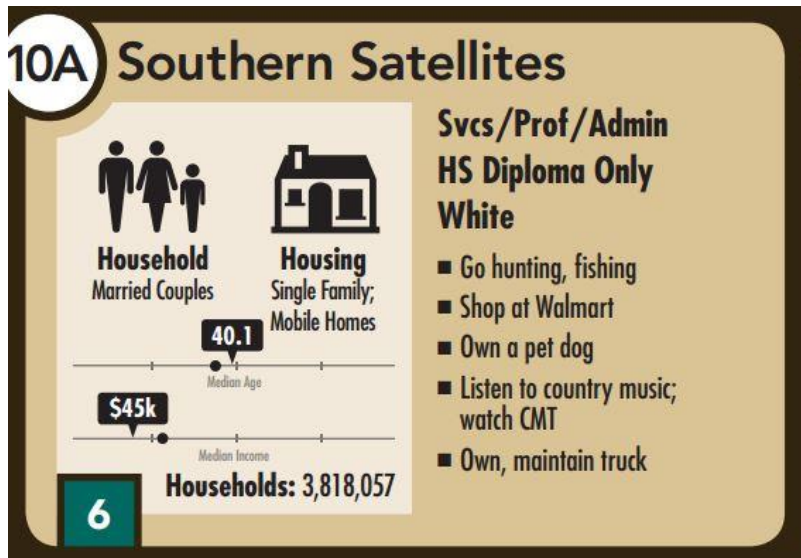 10A Southern Satellites
Household
Married Couples
Housing
Single Family;
Mobile Homes
40.1
Median Age
$45k
Median Income
Households: 3,818,057
6
Svcs/Prof/Admin
HS Diploma Only
White
■ Go hunting, fishing
■ Shop at Walmart
■ Own a pet dog
■ Listen to country music;
watch CMT
■ Own, maintain truck